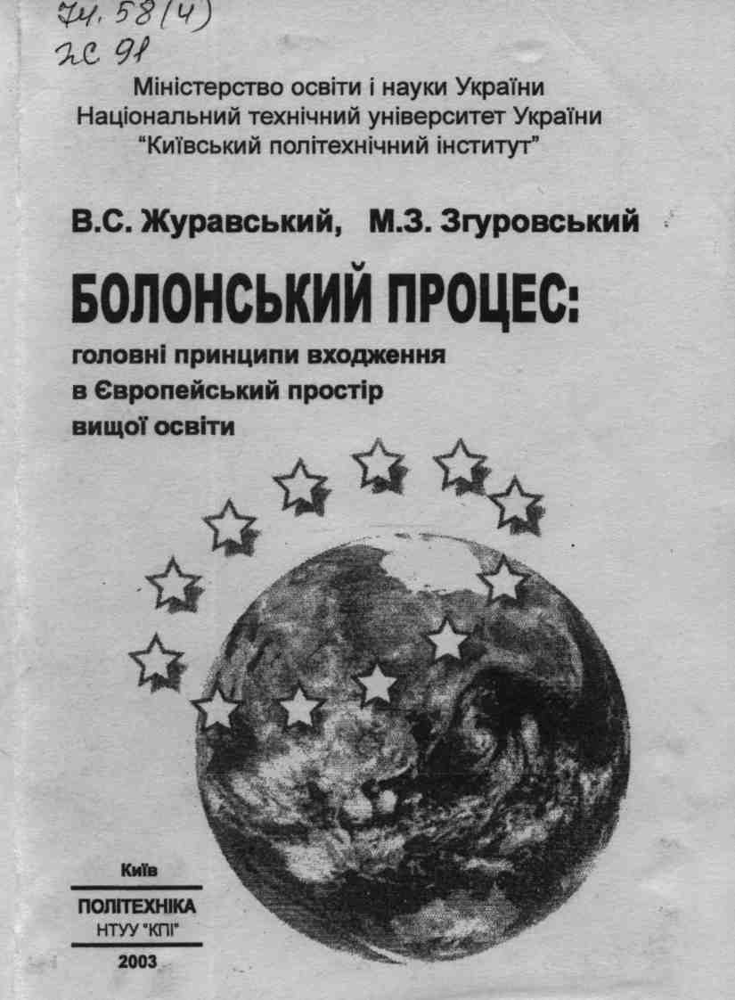 74.58(4)
Міністерство освіти і науки України
Національний технічний університет України
“Київський політехнічний інститут”
В.С. Журавський, М.З. Згуровський
БОЛОНСЬКИЙ ПРОЦЕС:
головні принципи входження
в Європейський простір
вищої освіти
Київ
ПОЛІТЕХНІКА
НТУУ “КПІ”
2003